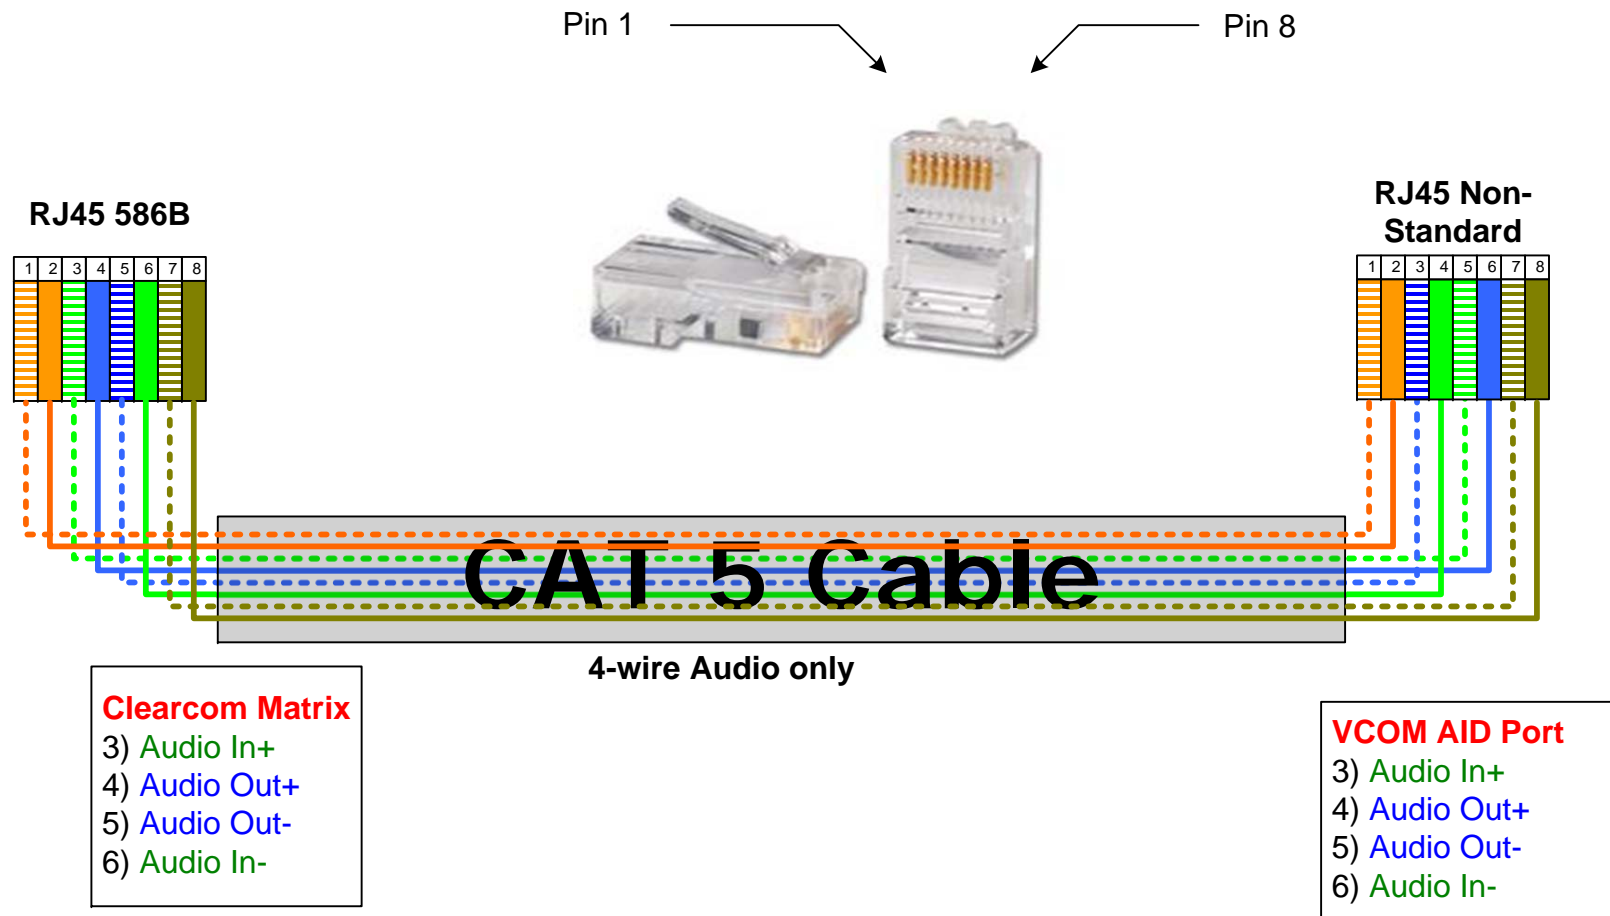 Pin 1
Pin 8
RJ45 586B
1 2 3 4 5 6 7 8
RJ45 Non-
Standard
1 2 3 4 5 6 7 8
CAT 5 Cable
4-wire Audio only
Clearcom Matrix
3) Audio In+
4) Audio Out+
5) Audio Out-
6) Audio In-
VCOM AID Port
3) Audio In+
4) Audio Out+
5) Audio Out-
6) Audio In-